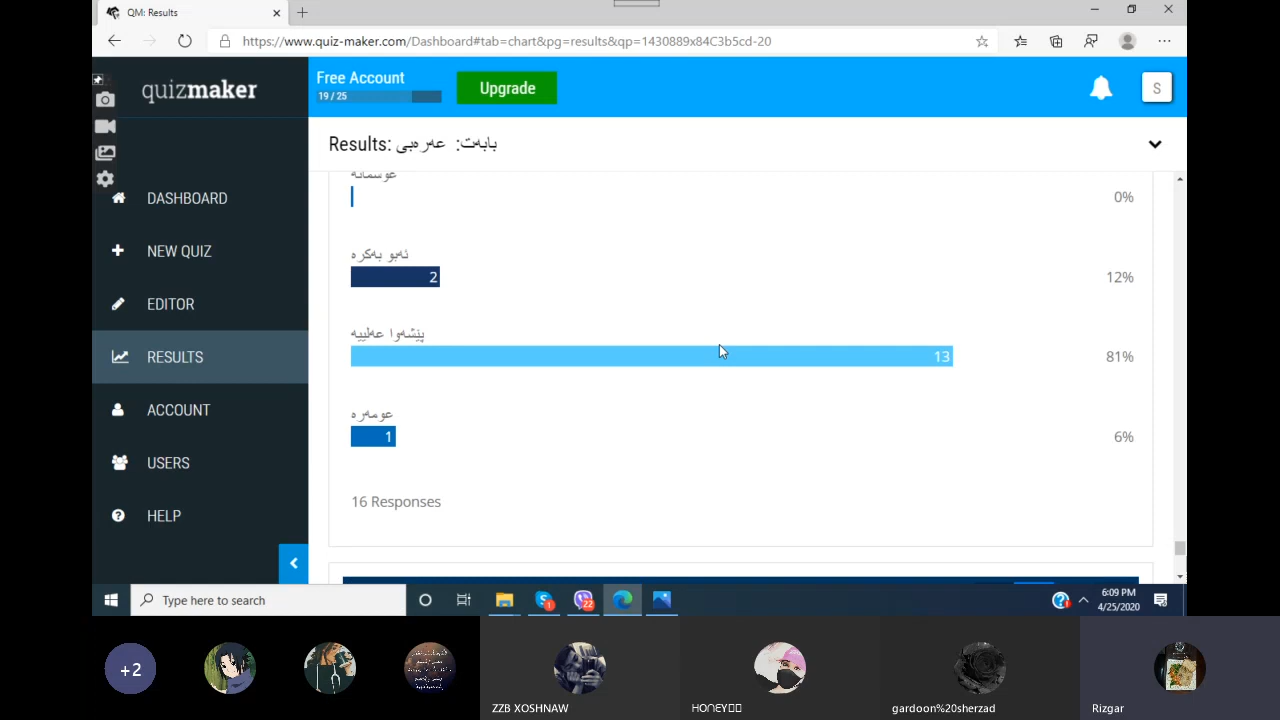 QM: Results
https://www.quiz-maker.com/Dashboard#tab=chart&pg=results&qp=1430889x84C3b5cd-20
quizmaker
Free Account
19 / 25
Upgrade
S
Results: بابەت: عەرەبی
DASHBOARD
NEW QUIZ
EDITOR
RESULTS
ACCOUNT
USERS
HELP
عوسمانە
0%
ئەبو بەکرە
2
12%
پێشەوا عەلییە
13
81%
عومەرە
1
6%
16 Responses
Type here to search
1
22
6:09 PM
4/25/2020
+2
ZZB XOSHNAW
gardoon%20sherzad
Rizgar